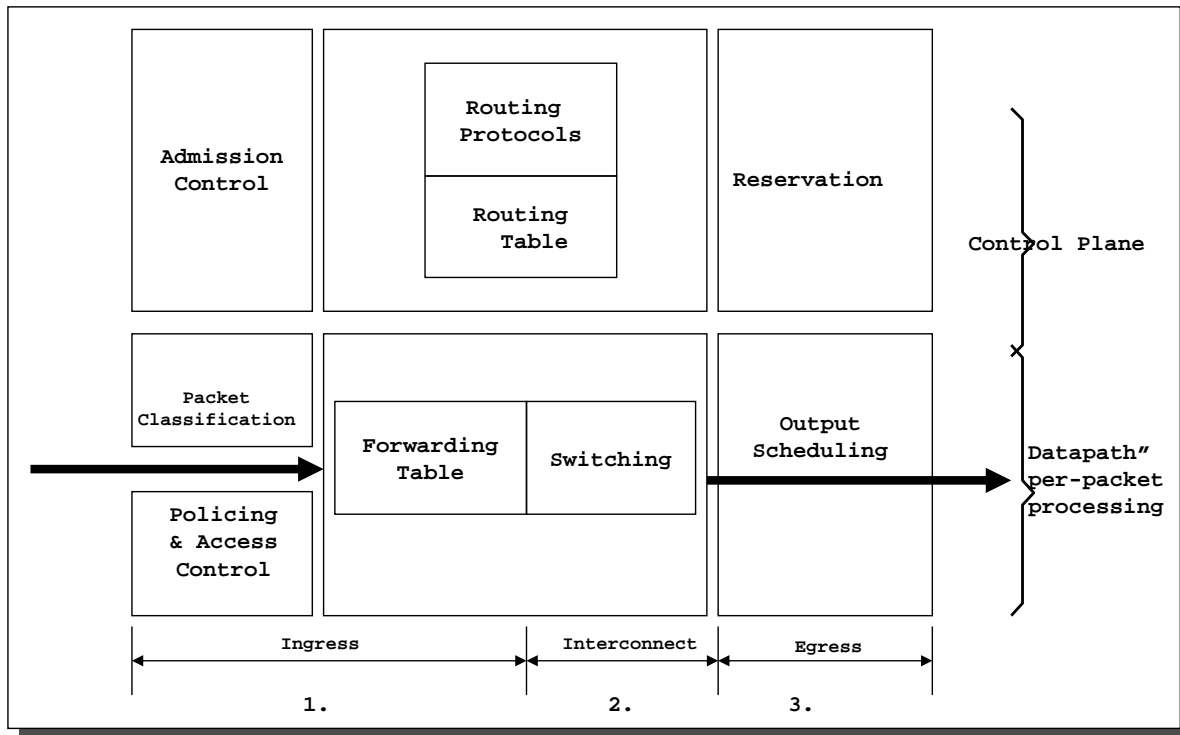 Routing
Protocols
Admission
Control
Reservation
Routing
Table
Control Plane
Packet
Classification
Forwarding
Table
Switching
Output
Scheduling
Datapath”
per-packet
processing
Policing
& Access
Control
Ingress
Interconnect
Egress
1.
2.
3.